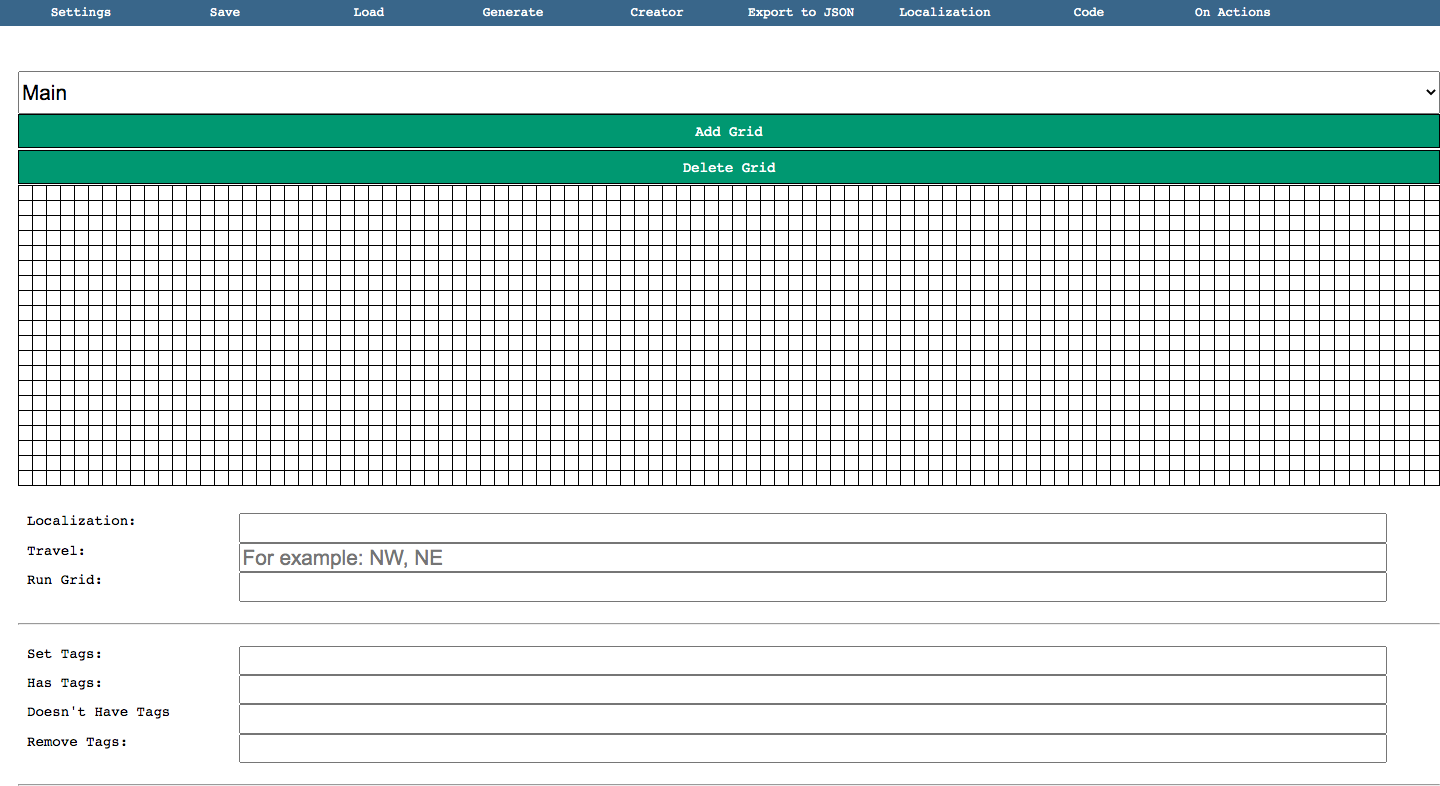 Settings Save Load Generate Creator Export to JSON Localization Code On Actions
Main
Add Grid
Delete Grid
Localization:
Travel: For example: NW, NE
Run Grid:
Set Tags:
Has Tags:
Doesn't Have Tags
Remove Tags: